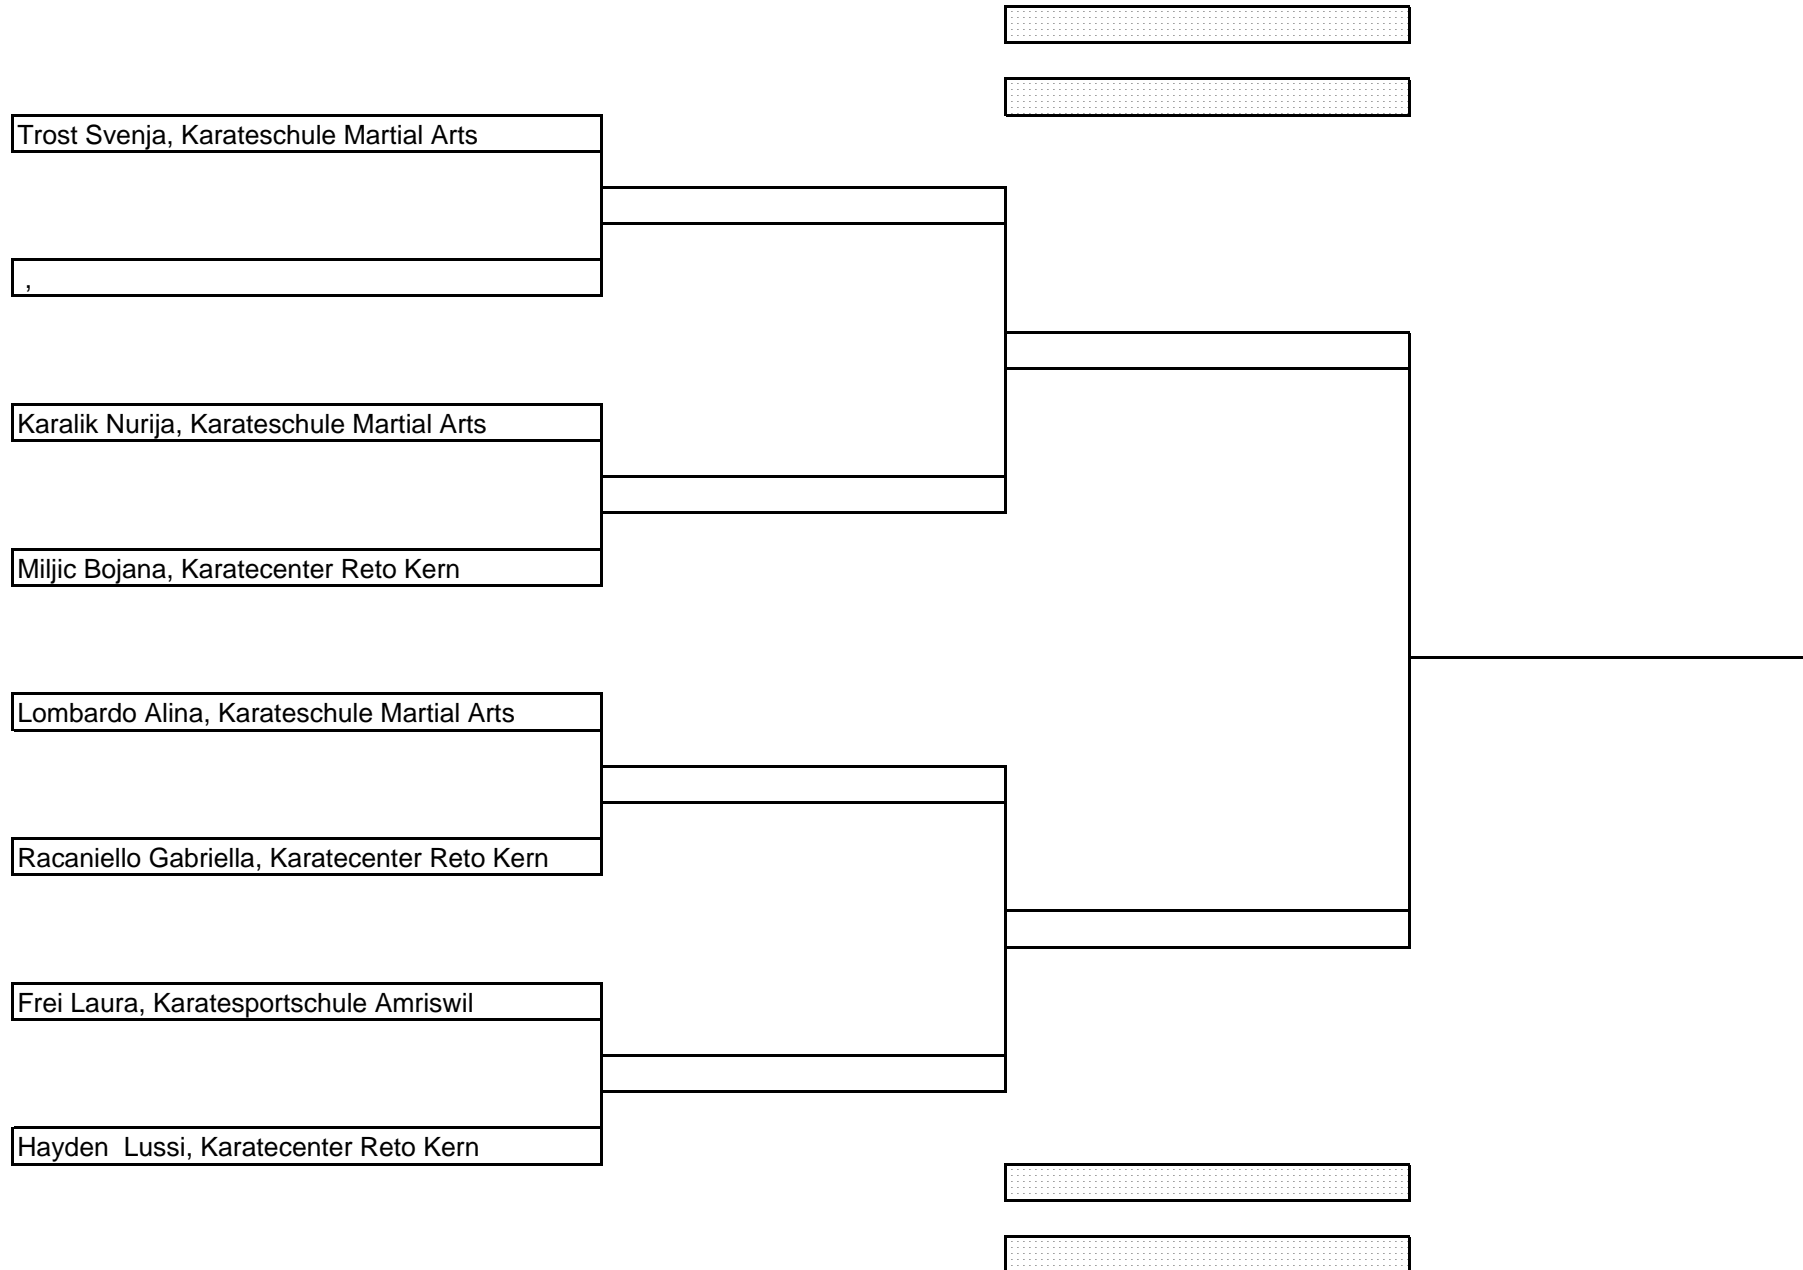 Trost Svenja, Karateschule Martial Arts
,
Karalik Nurija, Karateschule Martial Arts
Miljic Bojana, Karatecenter Reto Kern
Lombardo Alina, Karateschule Martial Arts
Racaniello Gabriella, Karatecenter Reto Kern
Frei Laura, Karatesportschule Amriswil
Hayden  Lussi, Karatecenter Reto Kern